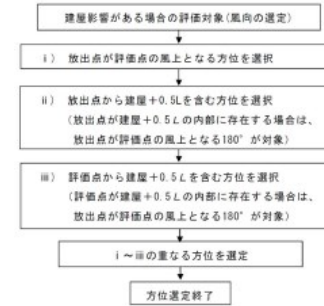 建屋影響がある場合の評価対象(風向の選定)
ⅰ) 放出点が評価点の風上となる方位を選択
ⅱ) 放出点から建屋+0.5Lを含む方位を選択
(放出点が建屋+0.5Lの内部に存在する場合は、
放出点が評価点の風上となる180°が対象)
ⅲ) 評価点から建屋+0.5Lを含む方位を選択
(評価点が建屋+0.5Lの内部に存在する場合は、
放出点が評価点の風上となる180°が対象)
ⅰ~ⅲの重なる方位を選定
方位選定終了